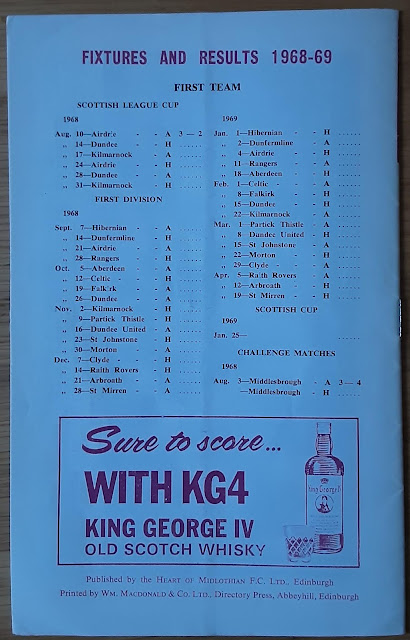 FIXTURES AND RESULTS 1968-69
FIRST TEAM
SCOTTISH LEAGUE CUP
1968
Aug. 10—Airdrie - - A 3 — 2
,, 14—Dundee - - H ......
,, 17—Kilmarnock - A ......
,, 24—Airdrie - - H ......
,, 28—Dundee - - A ......
,, 31—Kilmarnock - H ......
FIRST DIVISION
1968
Sept. 7—Hibernian - - A ......
,, 14—Dunfermline - H ......
,, 21—Airdrie - - A ......
,, 28—Rangers - - H ......
Oct. 5—Aberdeen - - A ......
,, 12—Celtic - - H ......
,, 19—Falkirk - - A ......
,, 26—Dundee - - A ......
Nov. 2—Kilmarnock - H ......
,, 9—Partick Thistle - H ......
,, 16—Dundee United - A ......
,, 23—St Johnstone - H ......
,, 30—Morton - - A ......
Dec. 7—Clyde - - - H ......
,, 14—Raith Rovers - H ......
,, 21—Arbroath - - A ......
,, 28—St Mirren - - A ......
1969
Jan. 1—Hibernian - - H ......
,, 2—Dunfermline - A ......
,, 4—Airdrie - - H ......
,, 11—Rangers - - A ......
,, 18—Aberdeen - - H ......
Feb. 1—Celtic - - - A ......
,, 8—Falkirk - - H ......
,, 15—Dundee - - H ......
,, 22—Kilmarnock - A ......
Mar. 1—Partick Thistle - A ......
,, 8—Dundee United - H ......
,, 15—St Johnstone - A ......
,, 22—Morton - - H ......
,, 29—Clyde - - - A ......
Apr. 5—Raith Rovers - A ......
,, 12—Arbroath - - H ......
,, 19—St Mirren - - H ......
SCOTTISH CUP
1969
Jan. 25— - ......
CHALLENGE MATCHES
1968
Aug. 3—Middlesbrough - A 3 — 4
—Middlesbrough - H
Sure to score...
WITH KG4
KING GEORGE IV
OLD SCOTCH WHISKY
King George IV
Published by the HEART OF MIDLOTHIAN F.C. LTD., Edinburgh
Printed by WM. MACDONALD & CO. LTD., Directory Press, Abbeyhill, Edinburgh